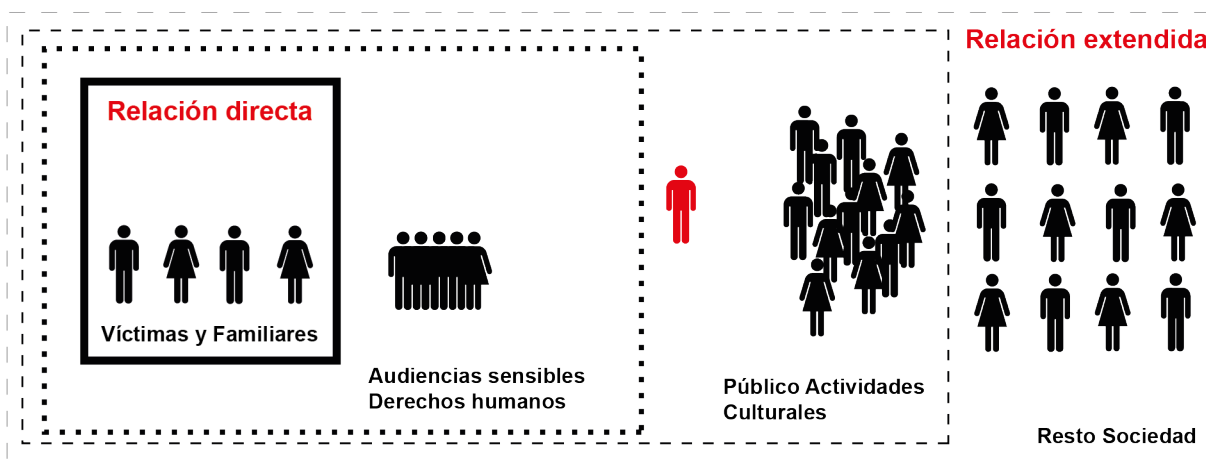 Relación directa
Víctimas y Familiares
Audiencias sensibles
Derechos humanos
Público Actividades
Culturales
Relación extendida
Resto Sociedad